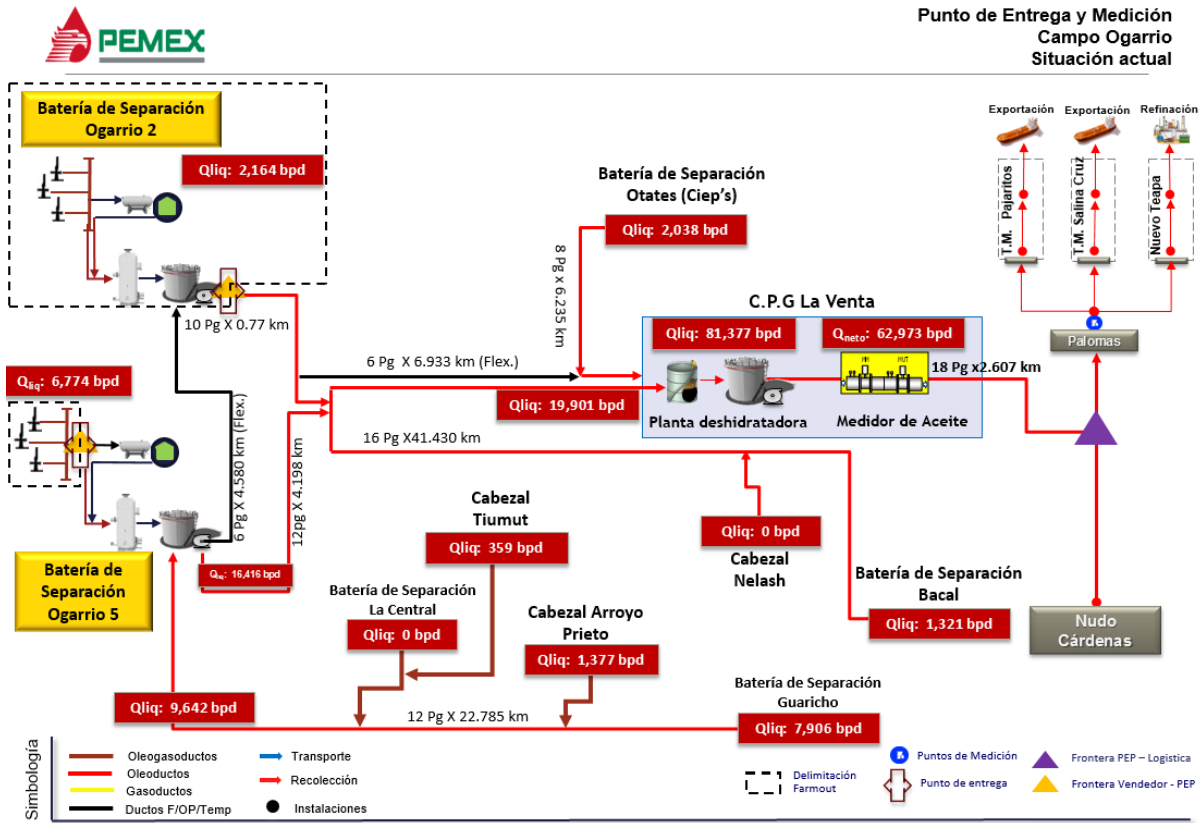 PEMEX
Punto de Entrega y Medición
Campo Ogarrio
Situación actual
Batería de Separación
Ogarrio 2
Qliq: 2,164 bpd
10 Pg X 0.77 km
Qliq: 6,774 bpd
6 Pg X 4.580 km (Flex.)
12pg X 4.198 km
Batería de
Separación
Ogarrio 5
Qliq: 16,416 bpd
Qliq: 9,642 bpd
Batería de Separación
Otates (Ciep's)
Qliq: 2,038 bpd
8 Pg x 6.235 km
6 Pg X 6.933 km (Flex.)
Qliq: 19,901 bpd
16 Pg X41.430 km
C.P.G La Venta
Qliq: 81,377 bpd
Qneto: 62,973 bpd
Planta deshidratadora
Medidor de Aceite
18 Pg x2.607 km
Cabezal
Tiumut
Qliq: 359 bpd
Batería de Separación
La Central
Qliq: 0 bpd
Cabezal Arroyo
Prieto
Qliq: 1,377 bpd
12 Pg X 22.785 km
Qliq: 0 bpd
Cabezal
Nelash
Batería de Separación
Bacal
Qliq: 1,321 bpd
Batería de Separación
Guaricho
Qliq: 7,906 bpd
Exportación
Exportación
Refinación
T.M. Pajaritos
T.M. Salina Cruz
Nuevo Teapa
Palomas
Nudo
Cárdenas
Simbología
Oleogasoductos
Oleoductos
Gasoductos
Ductos F/OP/Temp
Transporte
Recolección
Instalaciones
Delimitación
Farmout
Puntos de Medición
Punto de entrega
Frontera PEP – Logistica
Frontera Vendedor - PEP